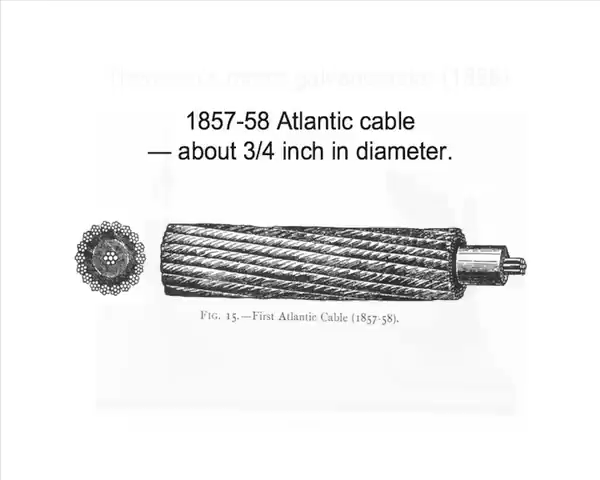 1857-58 Atlantic cable
— about 3/4 inch in diameter.
FIG. 15.—First Atlantic Cable (1857-58).